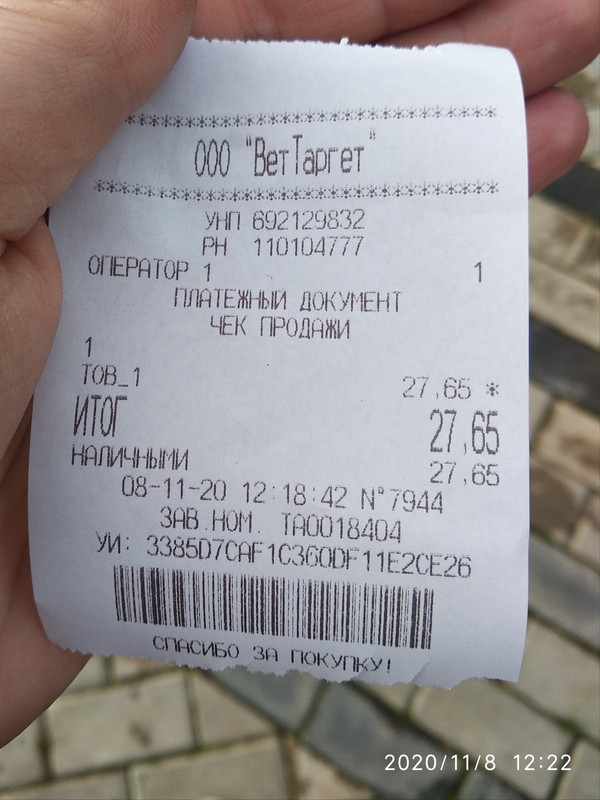 ********************************
ООО "ВетТаргет"
********************************
УНП 692129832
РН 110104777
ОПЕРАТОР 1 1
ПЛАТЕЖНЫЙ ДОКУМЕНТ
ЧЕК ПРОДАЖИ
1
ТОВ_1 27,65 *
ИТОГ 27,65
НАЛИЧНЫМИ 27,65
08-11-20 12:18:42 N°7944
ЗАВ.НОМ. ТА0018404
УИ: 3385D7CAF1C360DF11E2CE26
СПАСИБО ЗА ПОКУПКУ!
2020/11/8 12:22